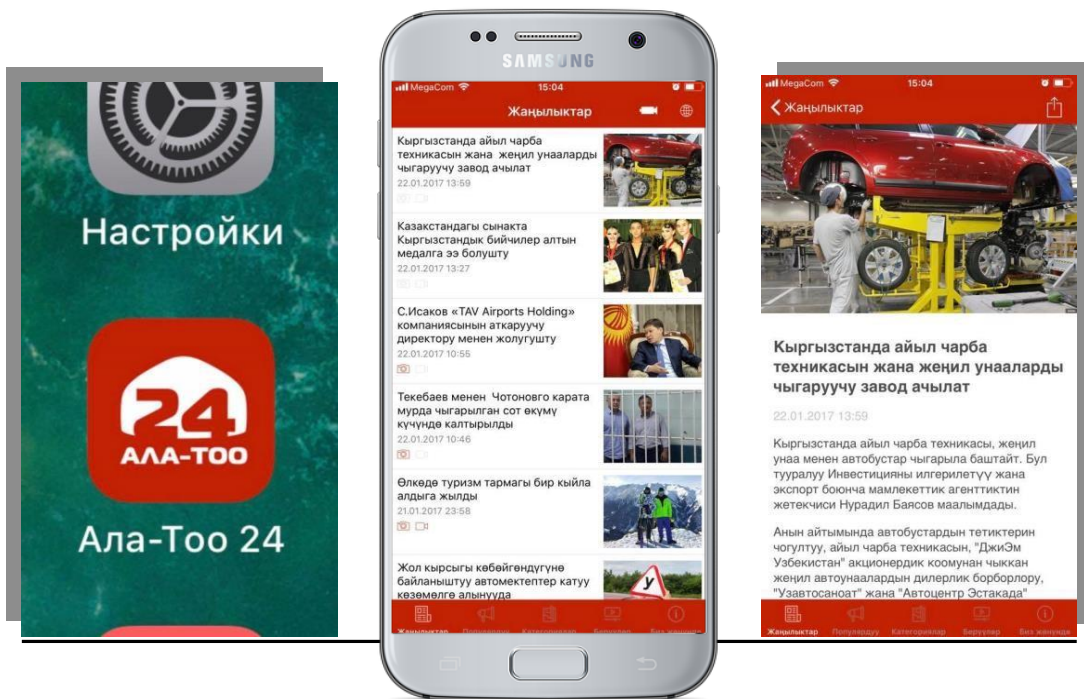 Настройки
24
АЛА-ТОО
Ала-Тоо 24
SAMSUNG
MegaCom
15:04
Жаңылыктар
Кыргызстанда айыл чарба
техникасын жана жеңил унааларды
чыгаруучу завод ачылат
22.01.2017 13:59
Казакстандагы сынакта
Кыргызстандык бийчилер алтын
медалга ээ болушту
22.01.2017 13:27
С.Исаков «TAV Airports Holding»
компаниясынын аткаруучу
директору менен жолугушту
22.01.2017 10:55
Текебаев менен Чотоновго карата
мурда чыгарылган сот өкүмү
күчүндө калтырылды
22.01.2017 10:46
Өлкөдө туризм тармагы бир кыйла
алдыга жылды
21.01.2017 23:58
Жол кырсыгы көбөйгөндүгүнө
байланыштуу автомектептер катуу
көзөмөлгө алынууда
У
Жаңылыктар Популярдуу Категориялар Берүүлөр Биз жөнүндө
MegaCom
15:04
Жаңылыктар
Кыргызстанда айыл чарба
техникасын жана жеңил унааларды
чыгаруучу завод ачылат
22.01.2017 13:59
Кыргызстанда айыл чарба техникасы, жеңил
унаа менен автобустар чыгарыла баштайт. Бул
тууралуу Инвестицияны илгерилетүү жана
экспорт боюнча мамлекеттик агенттиктин
жетекчиси Нурадил Баясов маалымдады.
Анын айтымында автобустардын тетиктерин
чогултуу, айыл чарба техникасын, "ДжиЭм
Узбекистан" акционердик коомунан чыккан
жеңил автоунаалардын дилерлик борборлору,
"Узавтосаноат" жана "Автоцентр Эстакада"
Жаңылыктар Популярдуу Категориялар Берүүлөр Биз жөнүндө